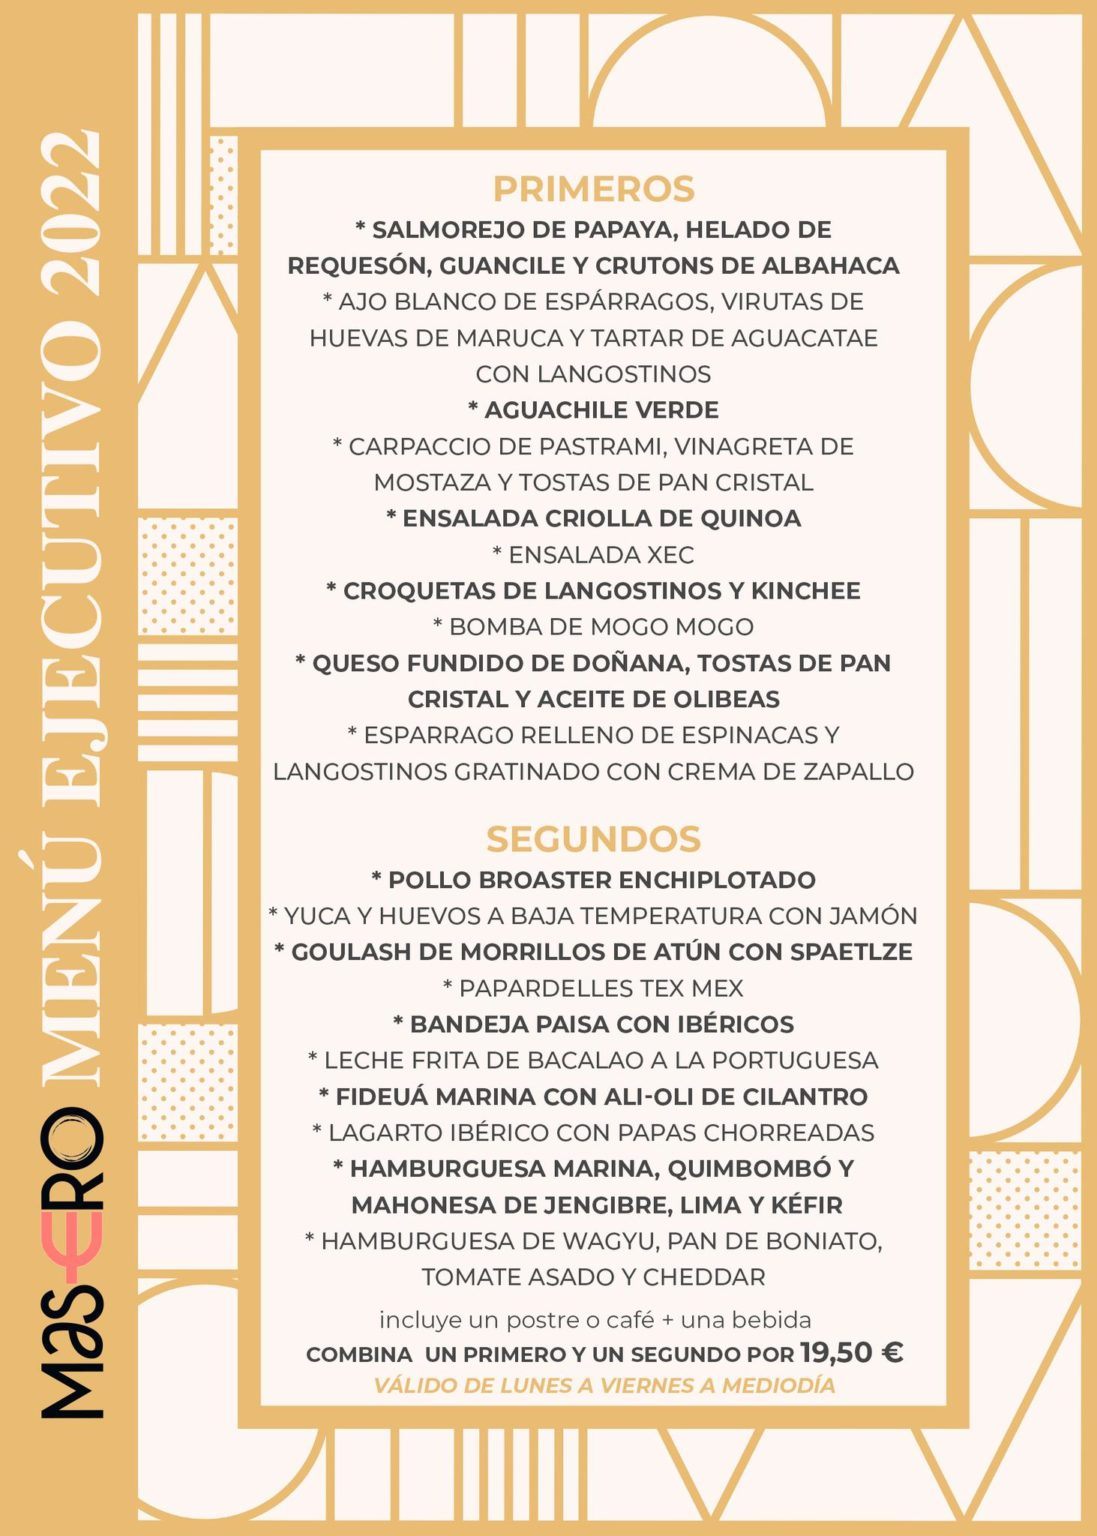 MasERO MENÚ EJECUTIVO 2022
PRIMEROS
* SALMOREJO DE PAPAYA, HELADO DE
REQUESÓN, GUANCILE Y CRUTONS DE ALBAHACA
* AJO BLANCO DE ESPÁRRAGOS, VIRUTAS DE
HUEVAS DE MARUCA Y TARTAR DE AGUACATAE
CON LANGOSTINOS
* AGUACHILE VERDE
* CARPACCIO DE PASTRAMI, VINAGRETA DE
MOSTAZA Y TOSTAS DE PAN CRISTAL
* ENSALADA CRIOLLA DE QUINOA
* ENSALADA XEC
* CROQUETAS DE LANGOSTINOS Y KINCHEE
* BOMBA DE MOGO MOGO
* QUESO FUNDIDO DE DOÑANA, TOSTAS DE PAN
CRISTAL Y ACEITE DE OLIBEAS
* ESPARRAGO RELLENO DE ESPINACAS Y
LANGOSTINOS GRATINADO CON CREMA DE ZAPALLO
SEGUNDOS
* POLLO BROASTER ENCHIPLOTADO
* YUCA Y HUEVOS A BAJA TEMPERATURA CON JAMÓN
* GOULASH DE MORRILLOS DE ATÚN CON SPAETLZE
* PAPARDELLES TEX MEX
* BANDEJA PAISA CON IBÉRICOS
* LECHE FRITA DE BACALAO A LA PORTUGUESA
* FIDEUÁ MARINA CON ALI-OLI DE CILANTRO
* LAGARTO IBÉRICO CON PAPAS CHORREADAS
* HAMBURGUESA MARINA, QUIMBOMBÓ Y
MAHONESA DE JENGIBRE, LIMA Y KÉFIR
* HAMBURGUESA DE WAGYU, PAN DE BONIATO,
TOMATE ASADO Y CHEDDAR
incluye un postre o café + una bebida
COMBINA UN PRIMERO Y UN SEGUNDO POR 19,50 €
VÁLIDO DE LUNES A VIERNES A MEDIODÍA